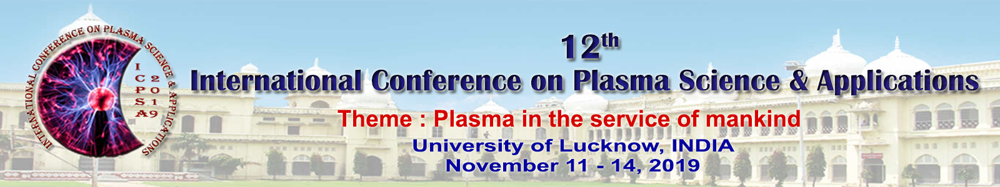 INTERNATIONAL CONFERENCE ON PLASMA SCIENCE & APPLICATIONS
ICPSA
2019
12th
International Conference on Plasma Science & Applications
Theme : Plasma in the service of mankind
University of Lucknow, INDIA
November 11 - 14, 2019